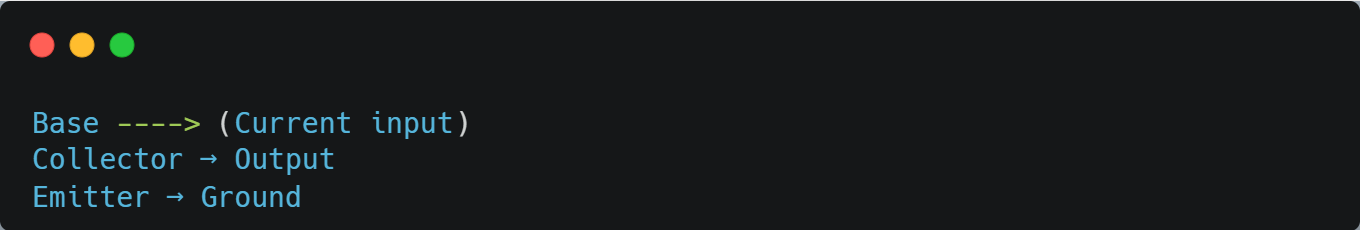 Base ----> (Current input)
Collector → Output
Emitter → Ground